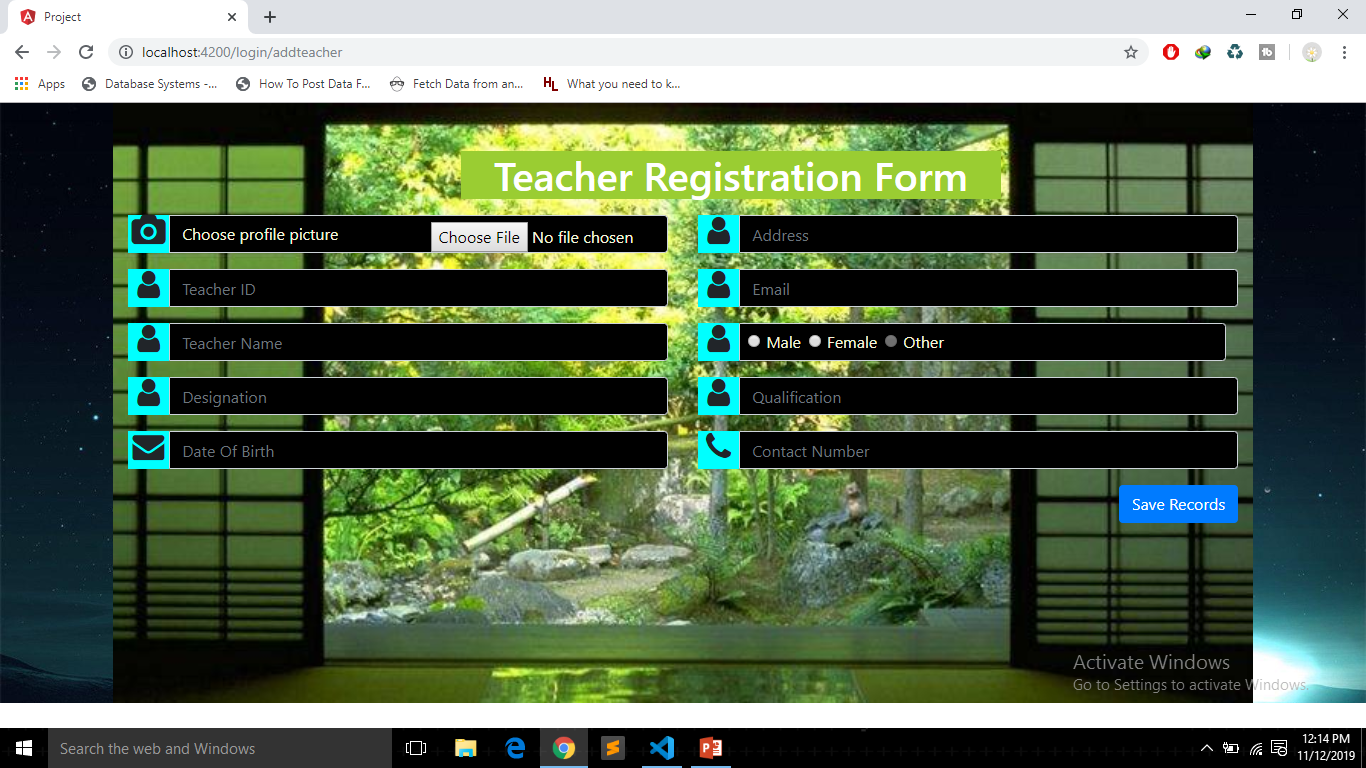 Project
localhost:4200/login/addteacher
Apps
Database Systems -...
How To Post Data F...
Fetch Data from an...
HL
What you need to k...
Teacher Registration Form
Choose profile picture
Choose File No file chosen
Address
Teacher ID
Email
Teacher Name
Male Female Other
Designation
Qualification
Date Of Birth
Contact Number
Save Records
Activate Windows
Go to Settings to activate Windows.
Search the web and Windows
12:14 PM
11/12/2019